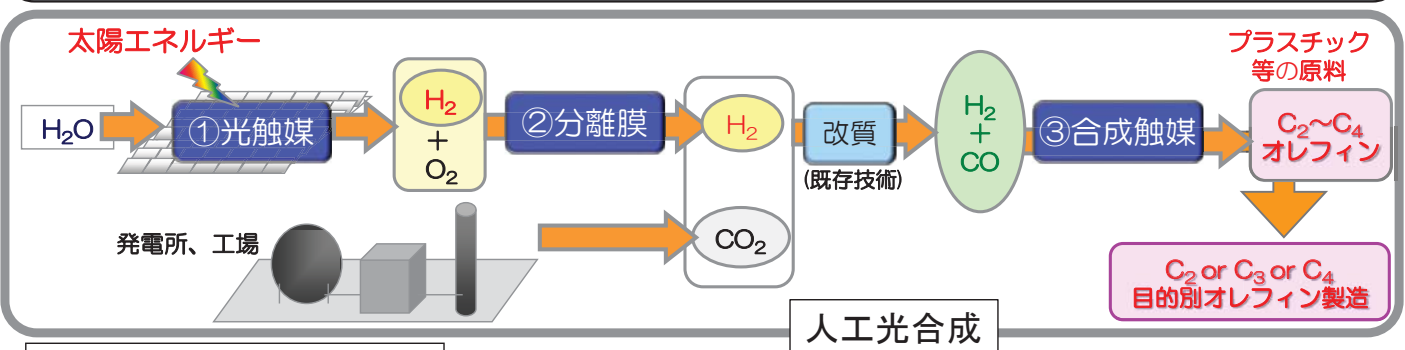 太陽エネルギー
H₂O
①光触媒
H₂
+
O₂
②分離膜
H₂
CO₂
改質
(既存技術)
H₂
+
CO
③合成触媒
プラスチック
等の原料
C₂～C₄
オレフィン
C₂ or C₃ or C₄
目的別オレフィン製造
発電所、工場
人工光合成